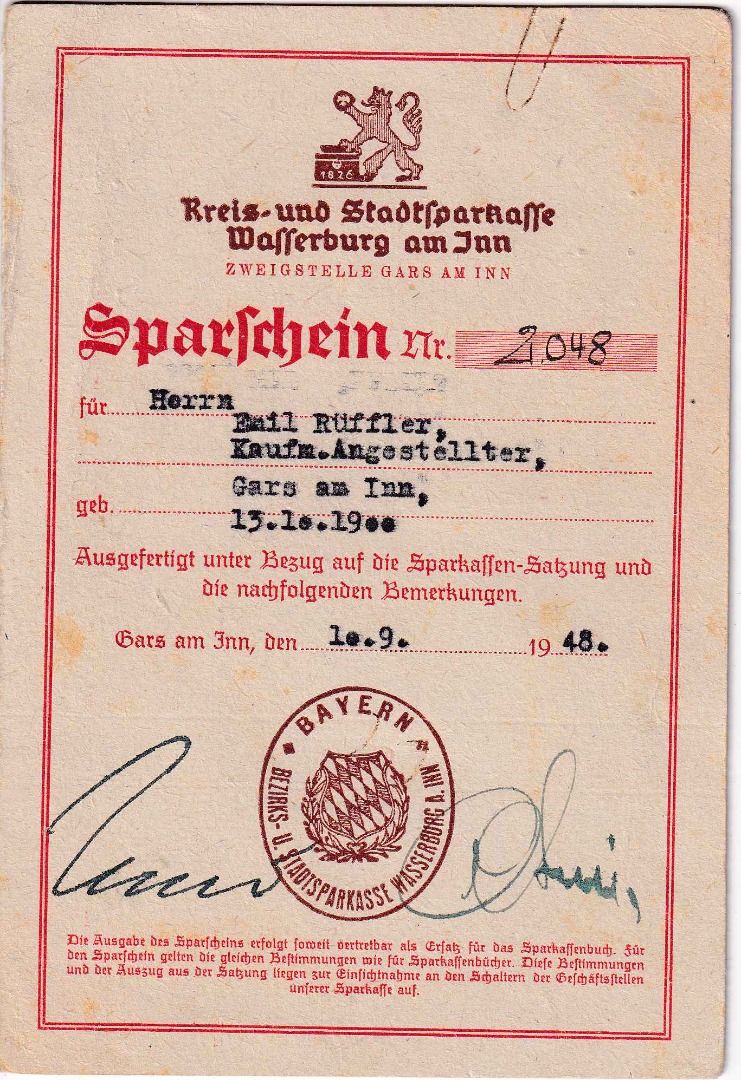 1826
Kreis- und Stadtsparkasse
Wasserburg am Inn
ZWEIGSTELLE GARS AM INN
Sparschein Nr. 2048
für Herrn
Emil Rüffler,
Kaufm.Angestellter,
Gars am Inn,
geb. 13.10.1900
Ausgefertigt unter Bezug auf die Sparkassen-Satzung und
die nachfolgenden Bemerkungen.
Gars am Inn, den 10.9. 1948.
BAYERN
BEZIRKS- U. STADTSPARKASSE WASSERBURG A. INN
Die Ausgabe des Sparscheins erfolgt soweit vertretbar als Ersatz für das Sparkassenbuch. Für
den Sparschein gelten die gleichen Bestimmungen wie für Sparkassenbücher. Diese Bestimmungen
und der Auszug aus der Satzung liegen zur Einsichtnahme an den Schaltern der Geschäftsstellen
unserer Sparkasse auf.